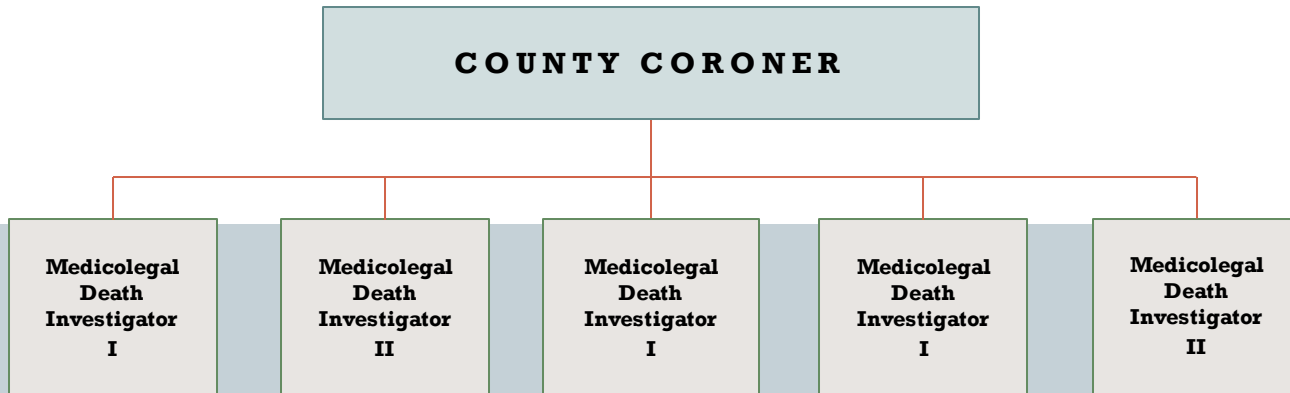 COUNTY CORONER
Medicolegal
Death
Investigator
I
Medicolegal
Death
Investigator
II
Medicolegal
Death
Investigator
I
Medicolegal
Death
Investigator
I
Medicolegal
Death
Investigator
II